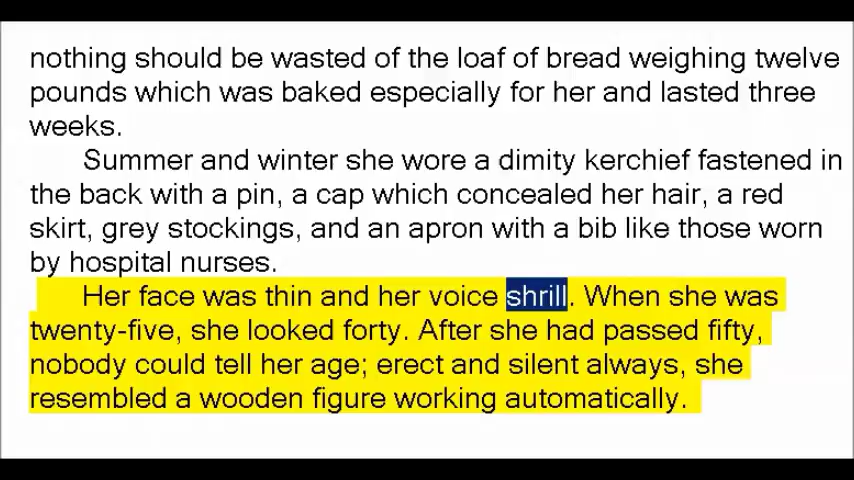 nothing should be wasted of the loaf of bread weighing twelve
pounds which was baked especially for her and lasted three
weeks.
Summer and winter she wore a dimity kerchief fastened in
the back with a pin, a cap which concealed her hair, a red
skirt, grey stockings, and an apron with a bib like those worn
by hospital nurses.
Her face was thin and her voice shrill. When she was
twenty-five, she looked forty. After she had passed fifty,
nobody could tell her age; erect and silent always, she
resembled a wooden figure working automatically.